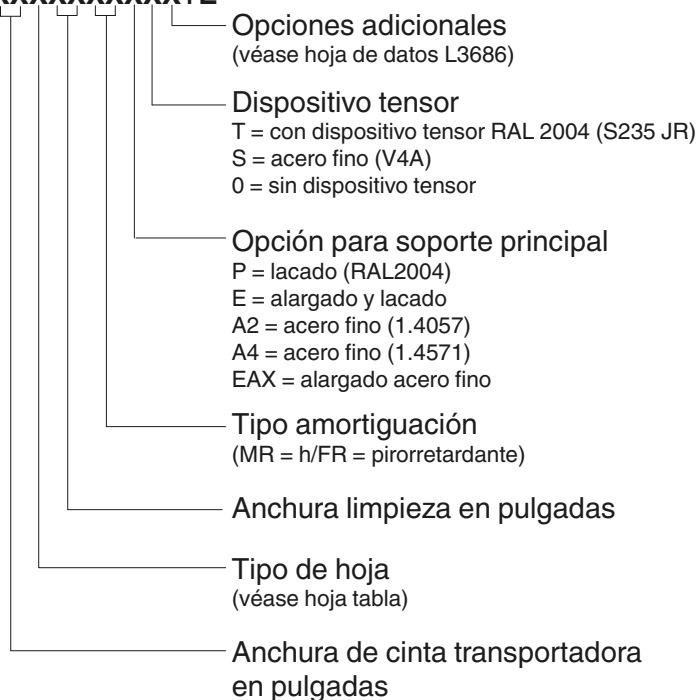 Opciones adicionales
(véase hoja de datos L3686)
Dispositivo tensor
T = con dispositivo tensor RAL 2004 (S235 JR)
S = acero fino (V4A)
0 = sin dispositivo tensor
Opción para soporte principal
P = lacado (RAL2004)
E = alargado y lacado
A2 = acero fino (1.4057)
A4 = acero fino (1.4571)
EAX = alargado acero fino
Tipo amortiguación
(MR = h/FR = pirorretardante)
Anchura limpieza en pulgadas
Tipo de hoja
(véase hoja tabla)
Anchura de cinta transportadora
en pulgadas